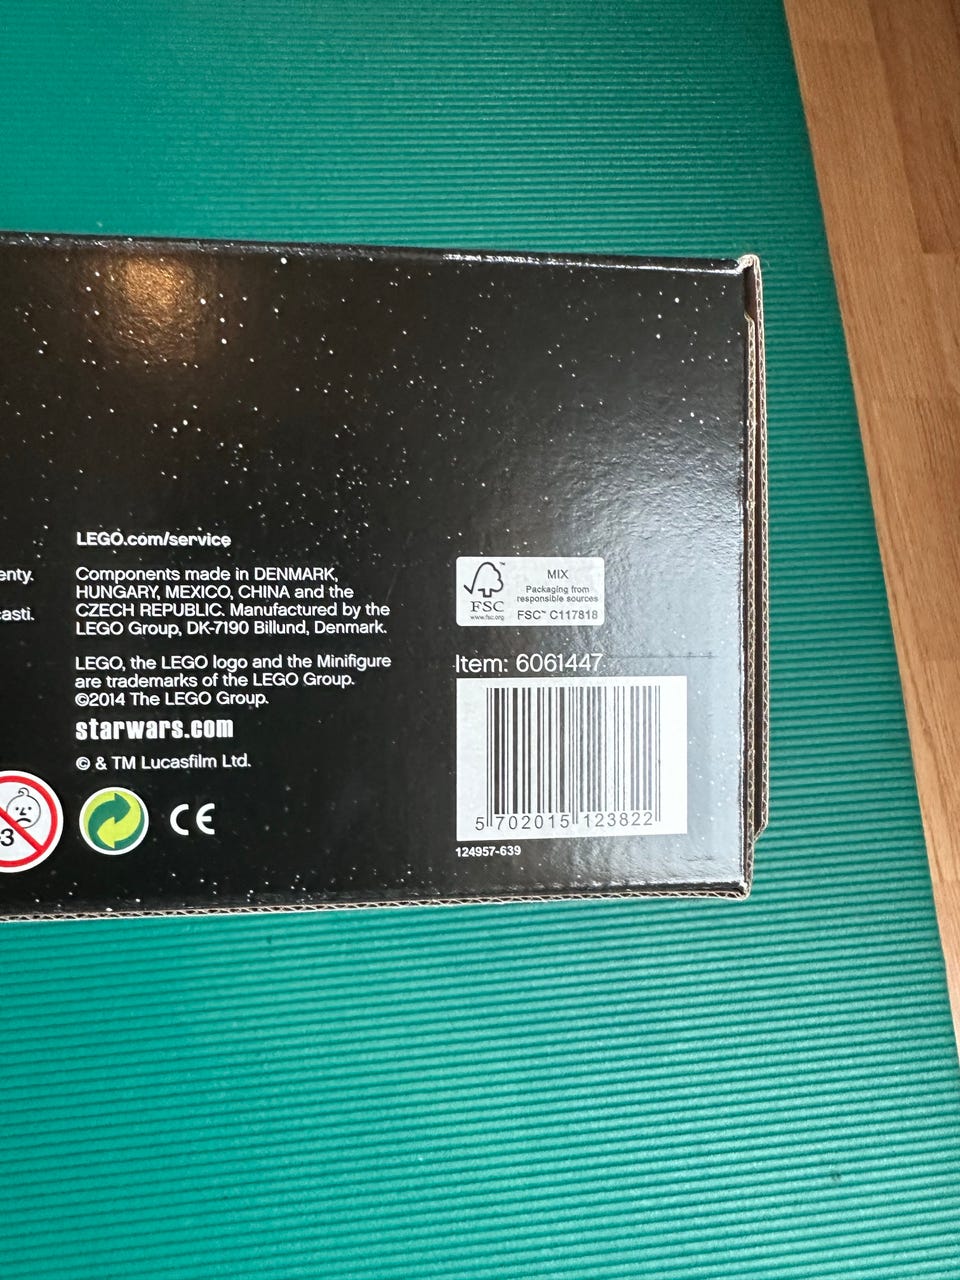 LEGO.com/service
enty.
casti.
Components made in DENMARK,
HUNGARY, MEXICO, CHINA and the
CZECH REPUBLIC. Manufactured by the
LEGO Group, DK-7190 Billund, Denmark.
LEGO, the LEGO logo and the Minifigure
are trademarks of the LEGO Group.
©2014 The LEGO Group.
starwars.com
© & TM Lucasfilm Ltd.
3
CE
FSC
www.fsc.org
MIX
Packaging from
responsible sources
FSC™ C117818
Item: 6061447
5 702015 123822
124957-639